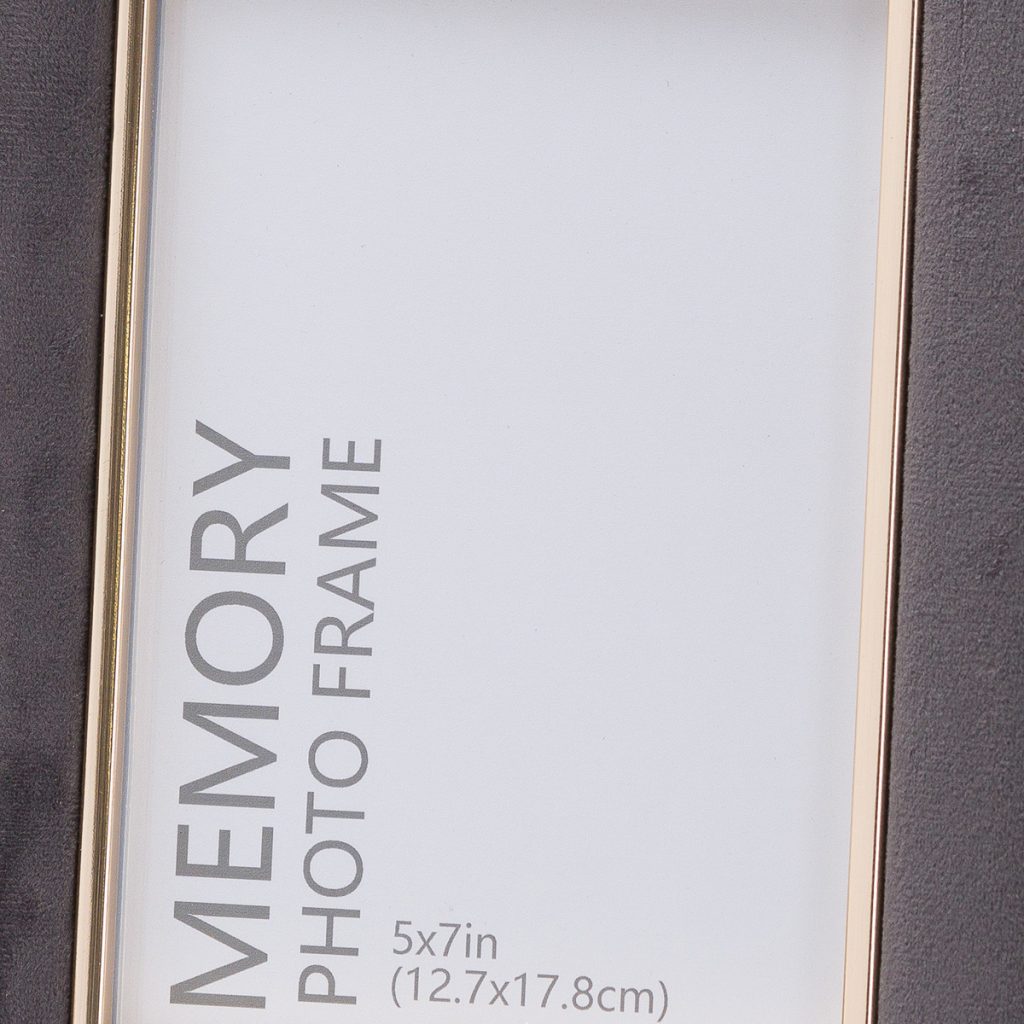 MEMORY
PHOTO FRAME
5x7in
(12.7x17.8cm)